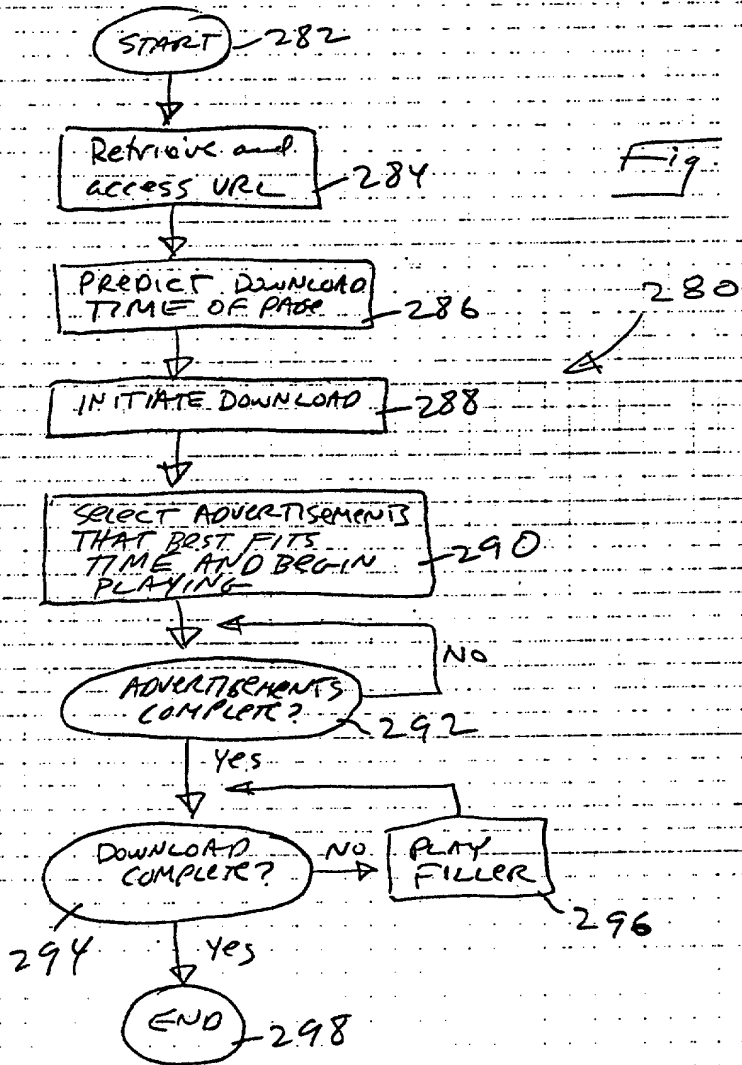 START
282
Retrieve and
access URL
284
Fig
PREDICT DOWNLOAD
TIME OF PAGE
286
280
INITIATE DOWNLOAD
288
SELECT ADVERTISEMENTS
THAT BEST FITS
TIME AND BEGIN
PLAYING
290
NO
ADVERTISEMENTS
COMPLETE?
292
Yes
DOWNLOAD
COMPLETE?
NO
PLAY
FILLER
296
294
Yes
END
298